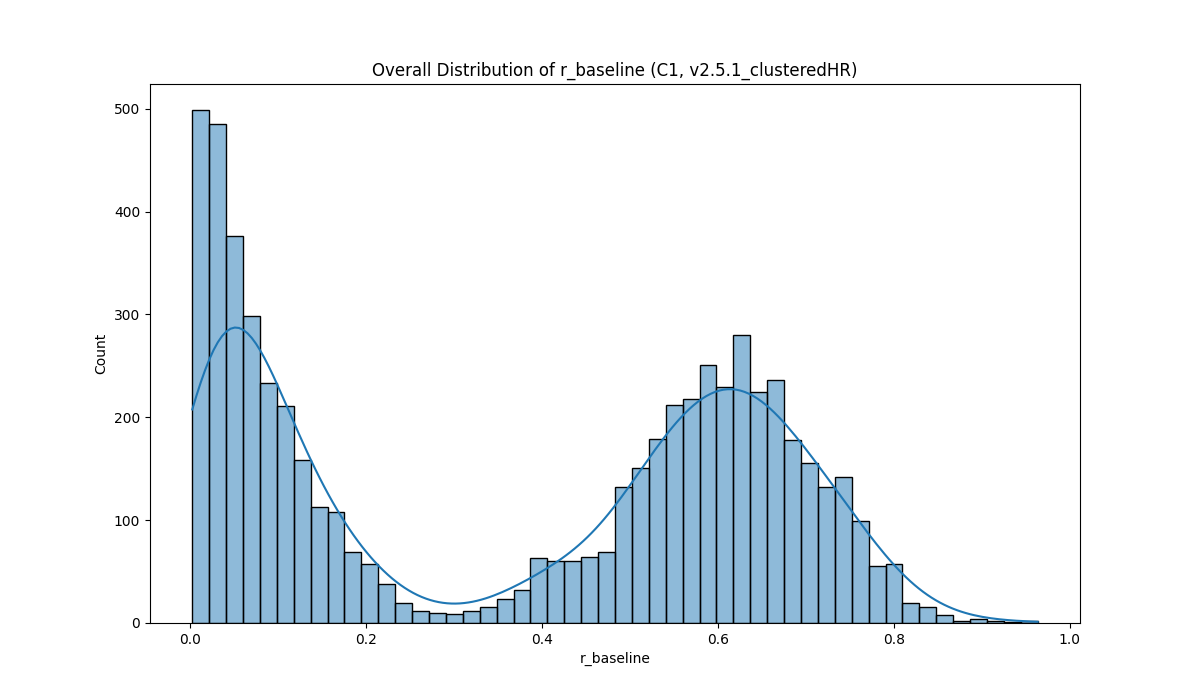 Overall Distribution of r_baseline (C1, v2.5.1_clusteredHR)
500
400
300
200
100
0
Count
0.0 0.2 0.4 0.6 0.8 1.0
r_baseline